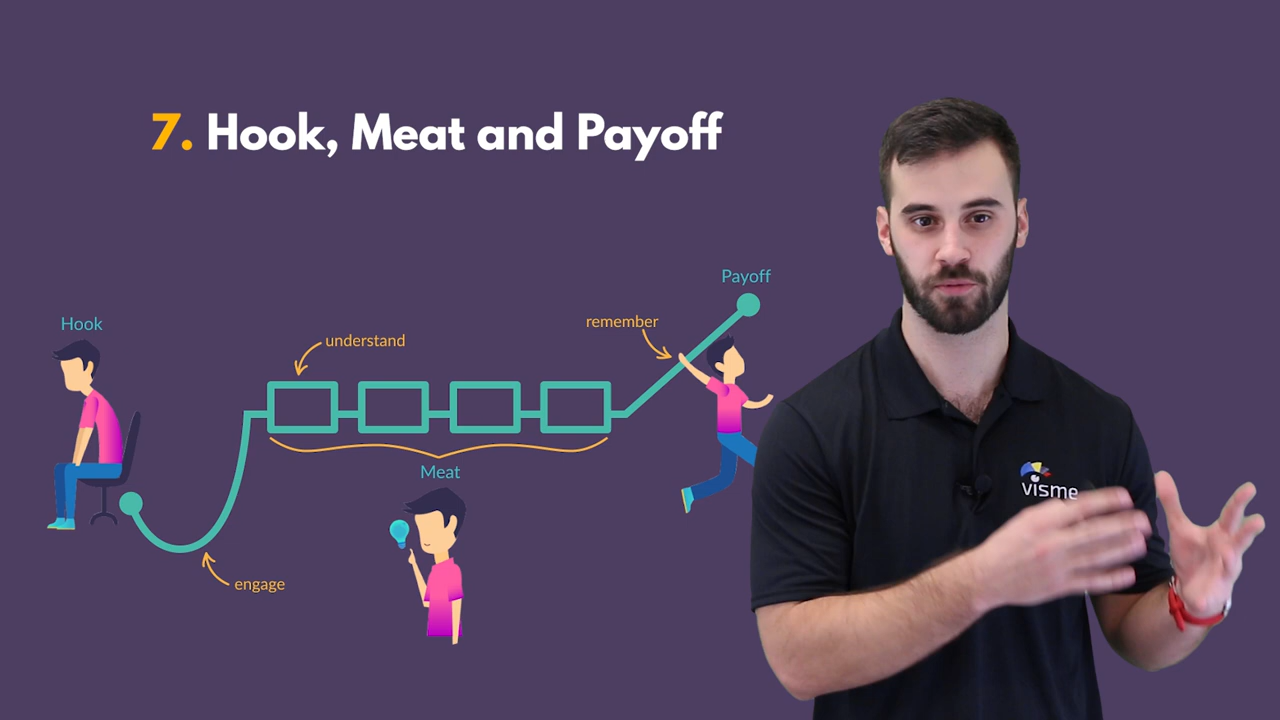 7. Hook, Meat and Payoff
Hook
understand
remember
Payoff
Meat
engage
visme